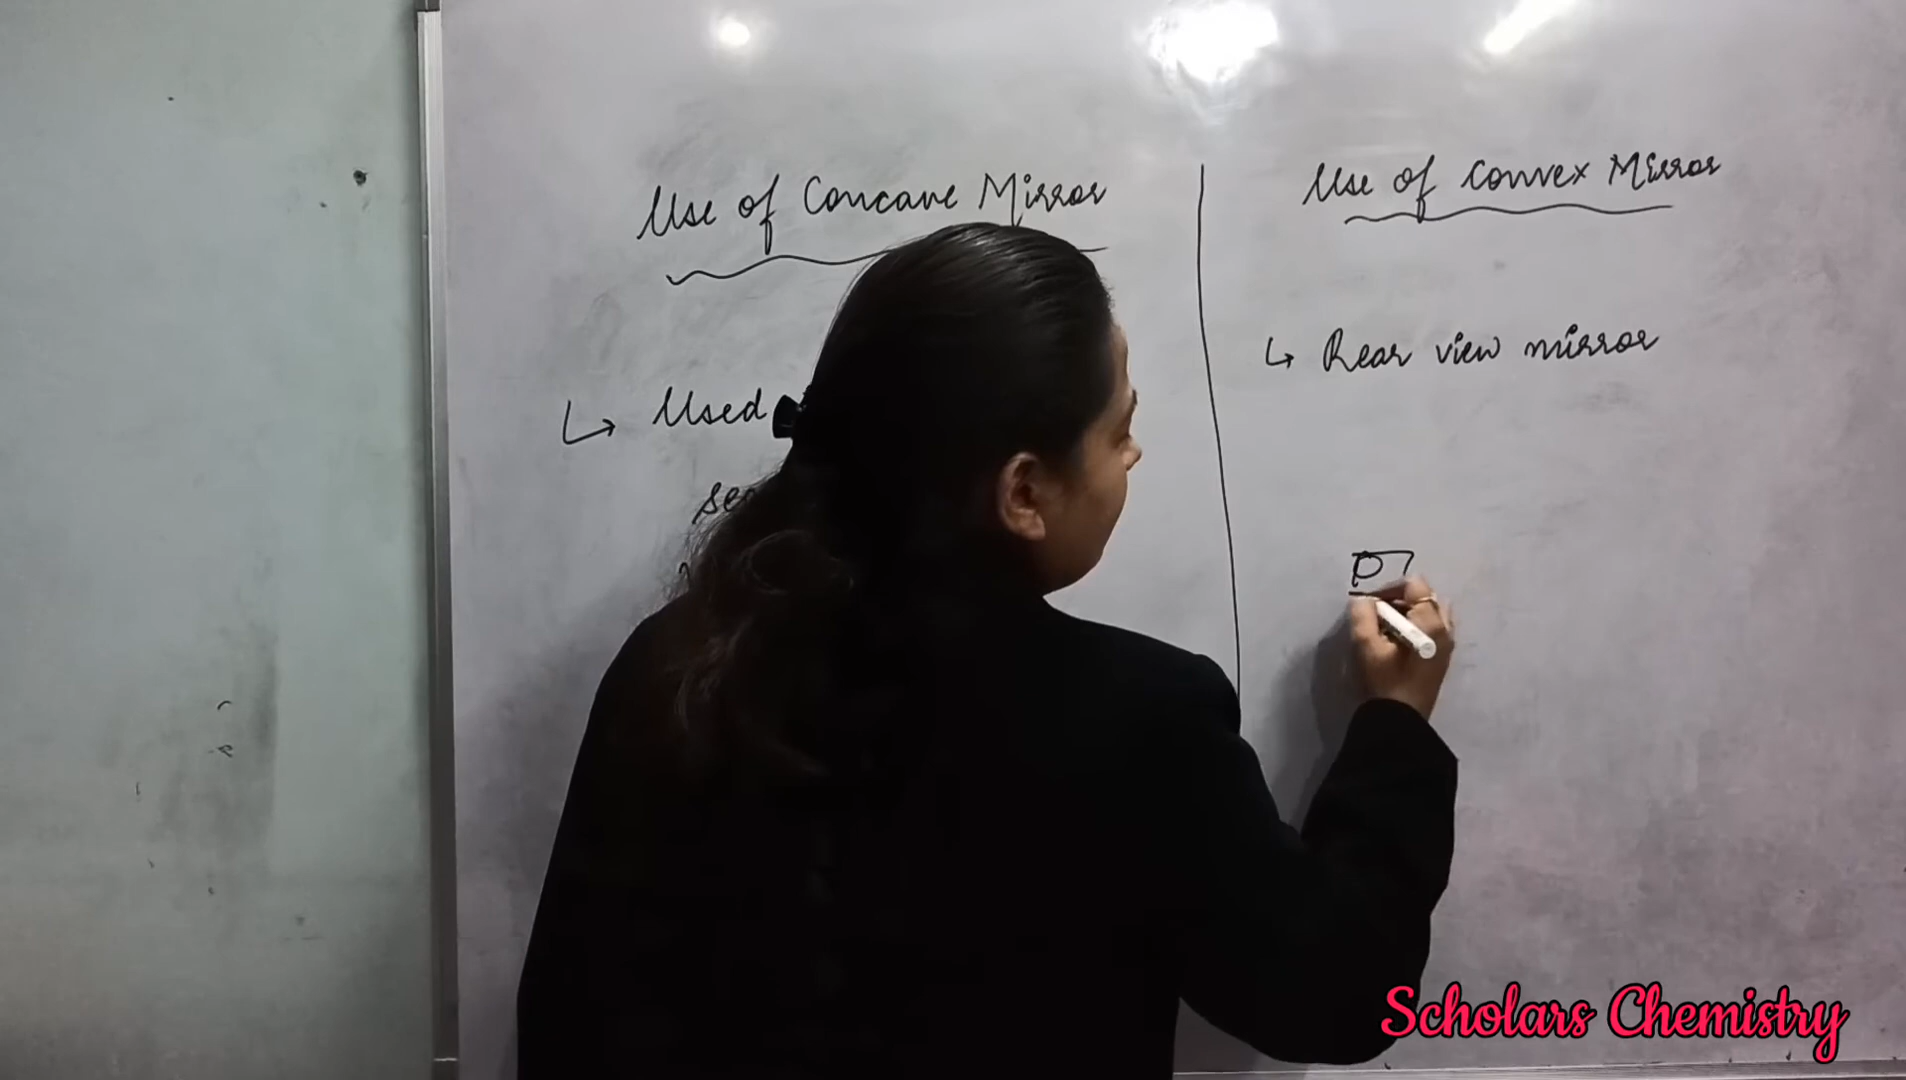 Use of Concave Mirror
↳ Used
Use of Convex Mirror
↳ Rear view mirror
Scholars Chemistry